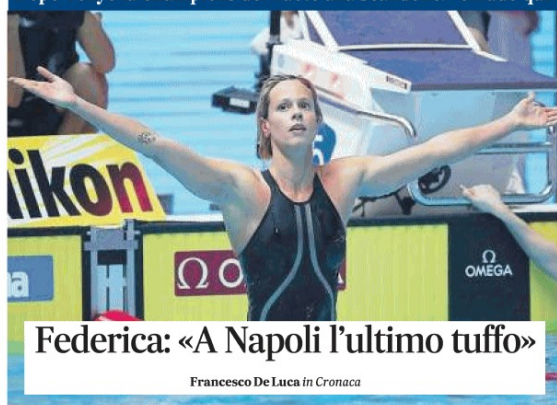 ikon
a
Ω O
Ω
OMEGA
Federica: «A Napoli l'ultimo tuffo»
Francesco De Luca in Cronaca